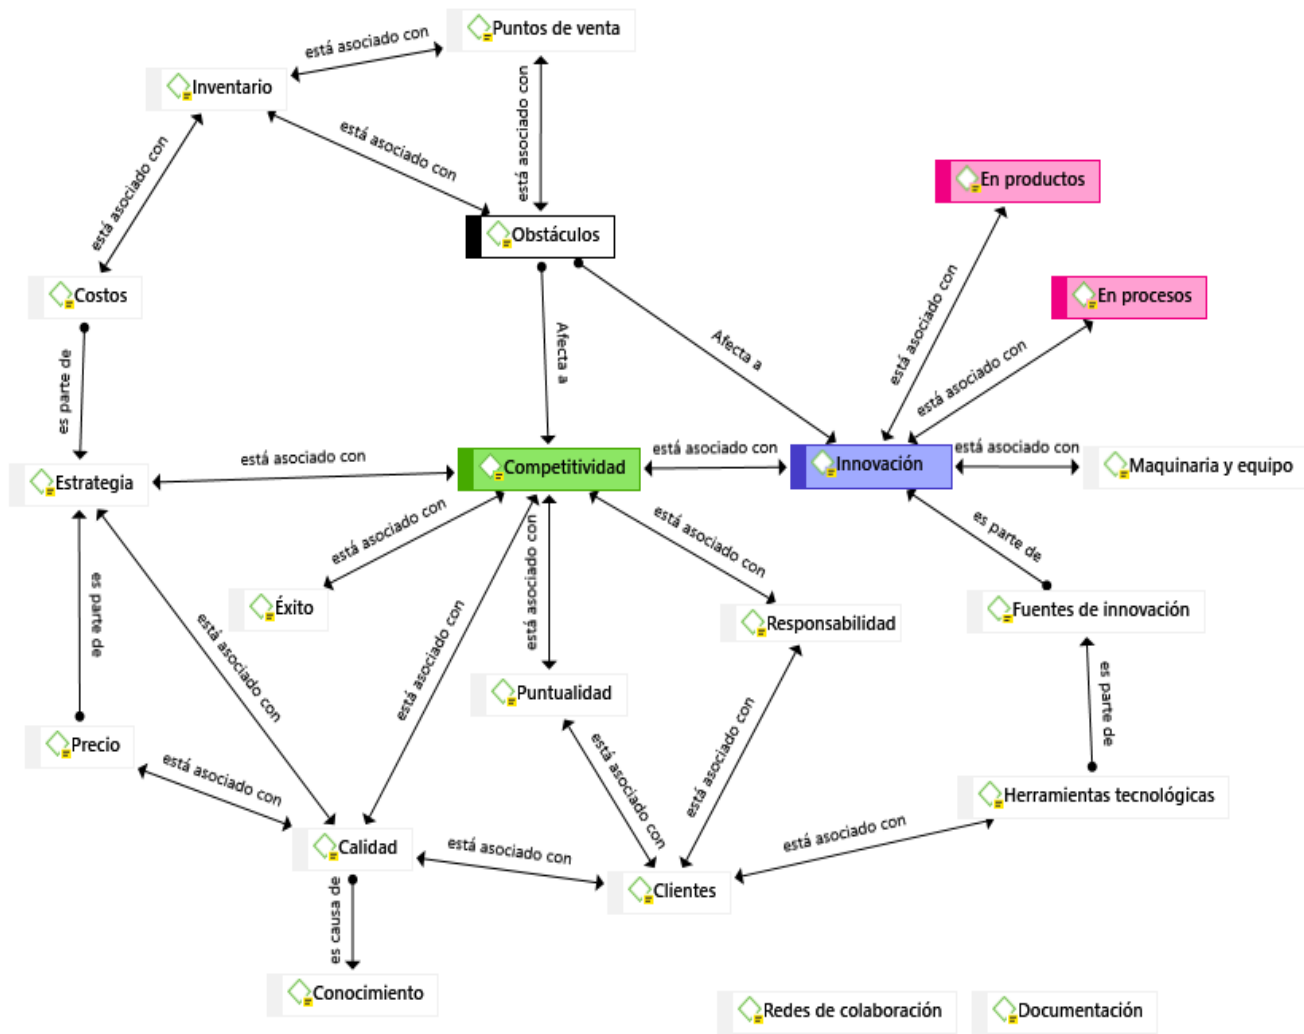 Puntos de venta
está asociado con
Inventario
está asociado con
está asociado con
está asociado con
En productos
Obstáculos
está asociado con
Costos
En procesos
Afecta a
Afecta a
es parte de
está asociado con
está asociado con
está asociado con
está asociado con
Estrategia
Competitividad
Innovación
Maquinaria y equipo
está asociado con
está asociado con
está asociado con
es parte de
es parte de
Éxito
está asociado con
Responsabilidad
Fuentes de innovación
está asociado con
Puntualidad
es parte de
Precio
está asociado con
está asociado con
está asociado con
Herramientas tecnológicas
Calidad
está asociado con
está asociado con
Clientes
es causa de
Conocimiento
Redes de colaboración
Documentación